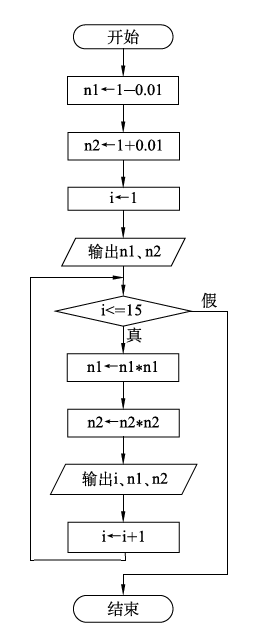 开始
n1←1－0.01
n2←1+0.01
i←1
输出n1、n2
i<=15
假
真
n1←n1*n1
n2←n2*n2
输出i、n1、n2
i←i+1
结束